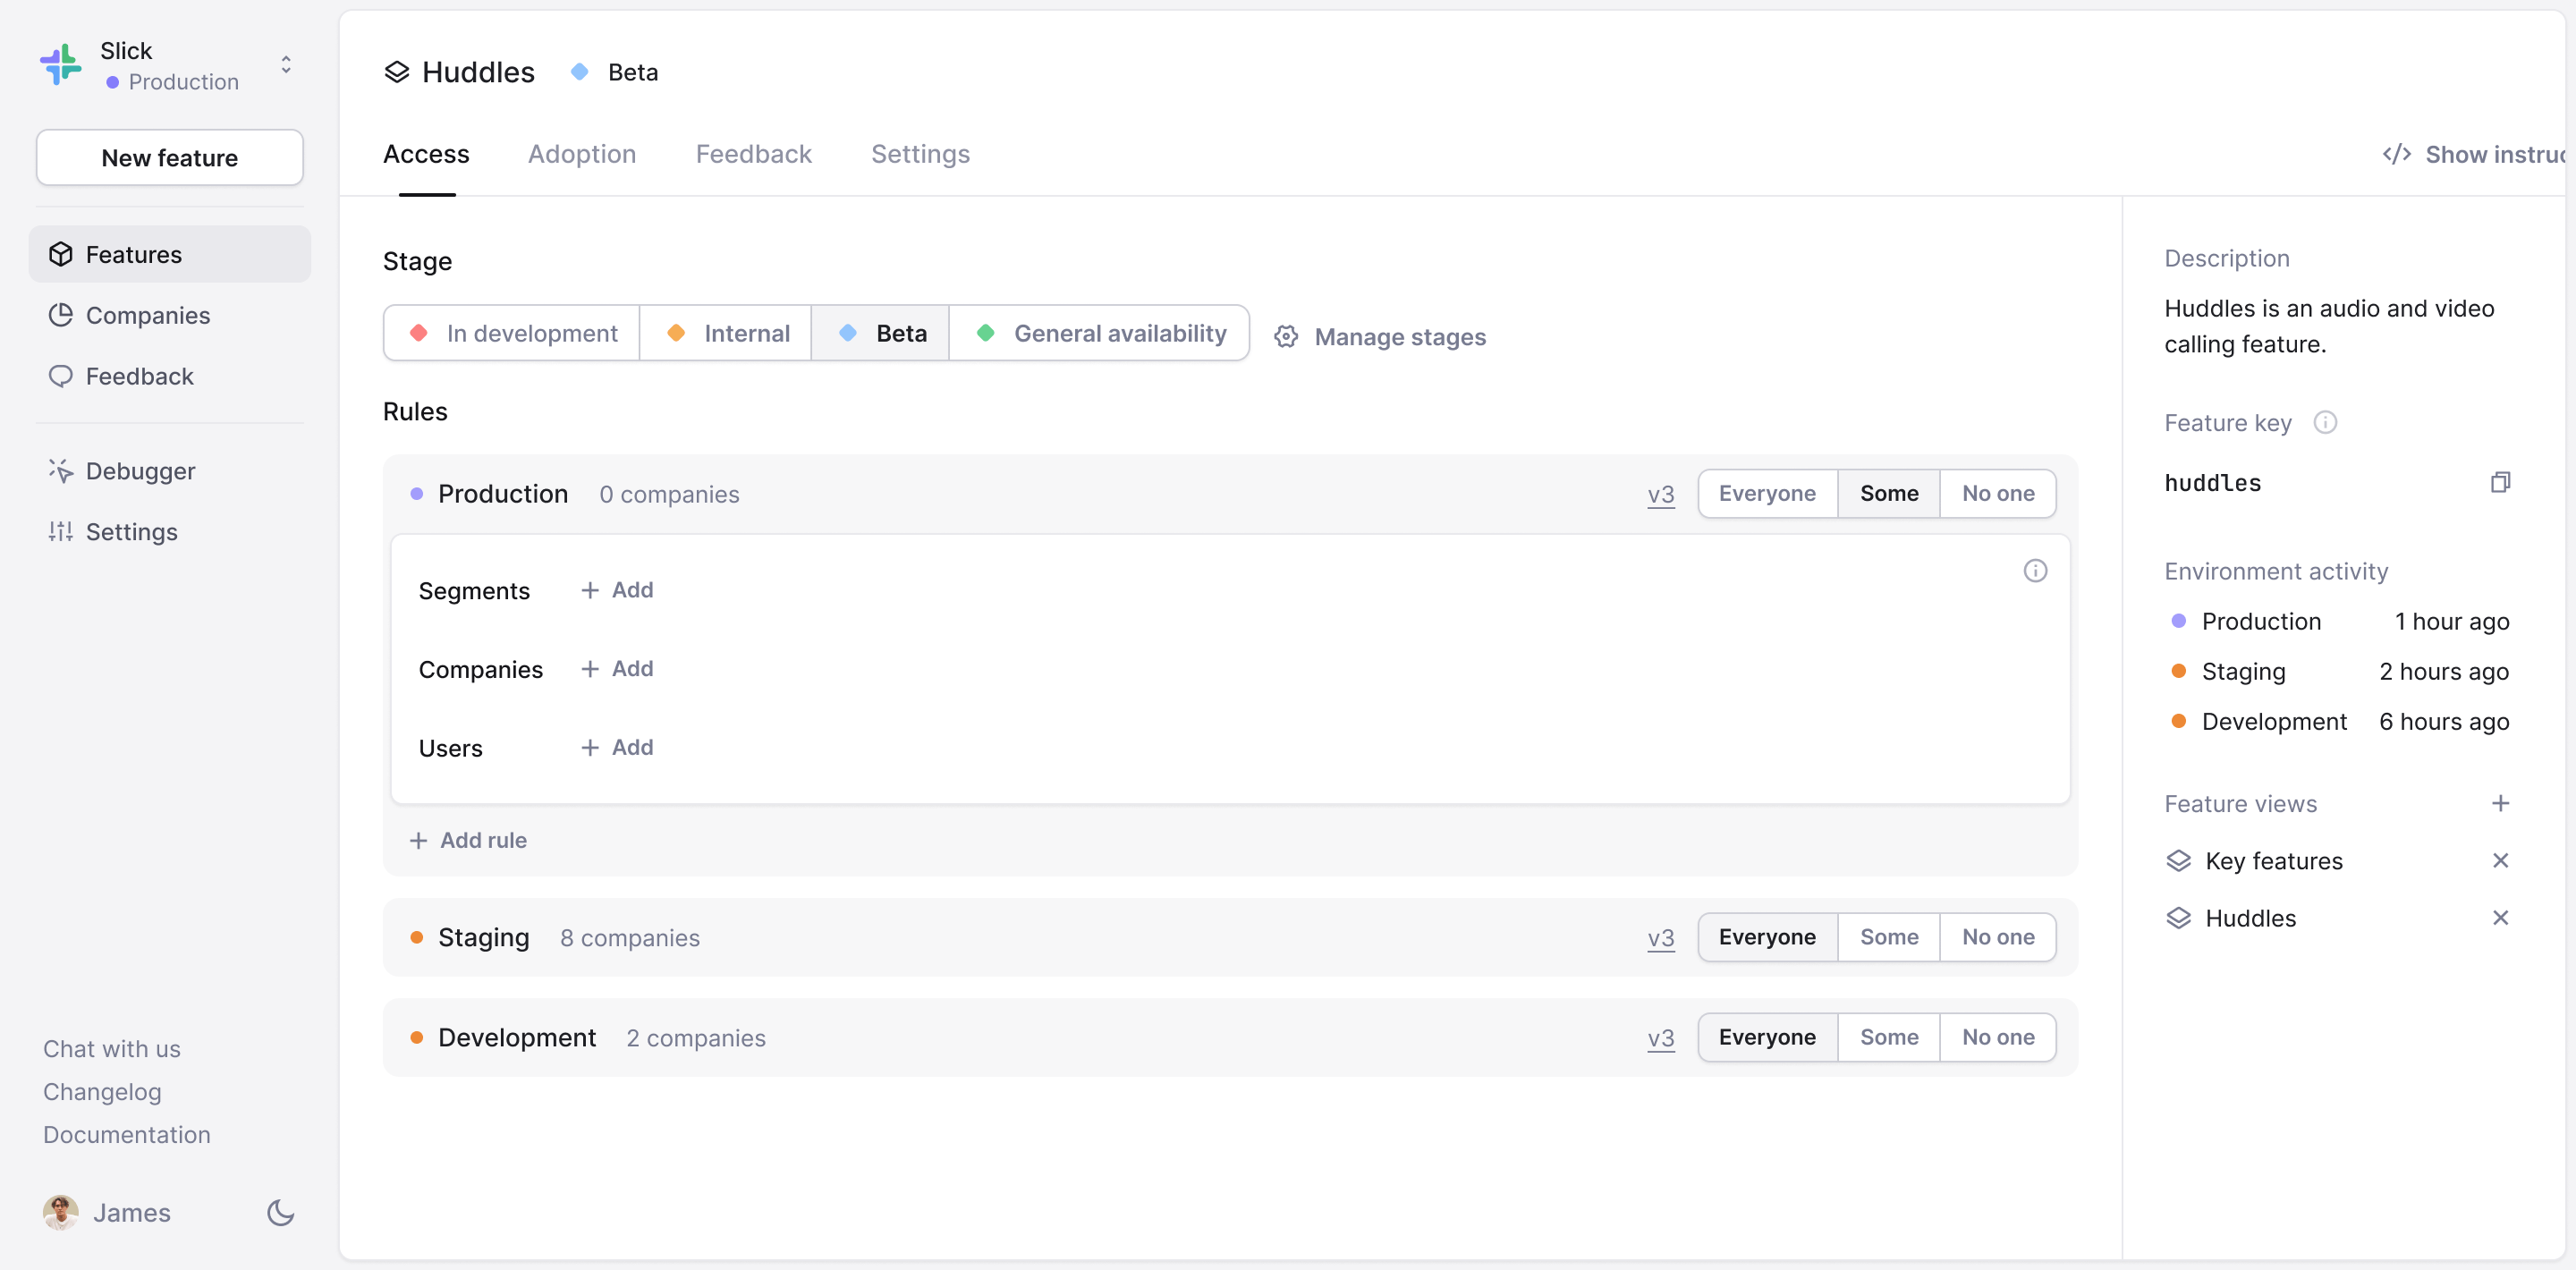 Slick
Production
New feature
Features
Companies
Feedback
Debugger
Settings
Chat with us
Changelog
Documentation
James
Huddles Beta
Access Adoption Feedback Settings
</> Show instruc
Stage
In development Internal Beta General availability Manage stages
Rules
Production 0 companies v3 Everyone Some No one
Segments + Add
Companies + Add
Users + Add
+ Add rule
Staging 8 companies v3 Everyone Some No one
Development 2 companies v3 Everyone Some No one
Description
Huddles is an audio and video
calling feature.
Feature key
huddles
Environment activity
Production 1 hour ago
Staging 2 hours ago
Development 6 hours ago
Feature views +
Key features
Huddles